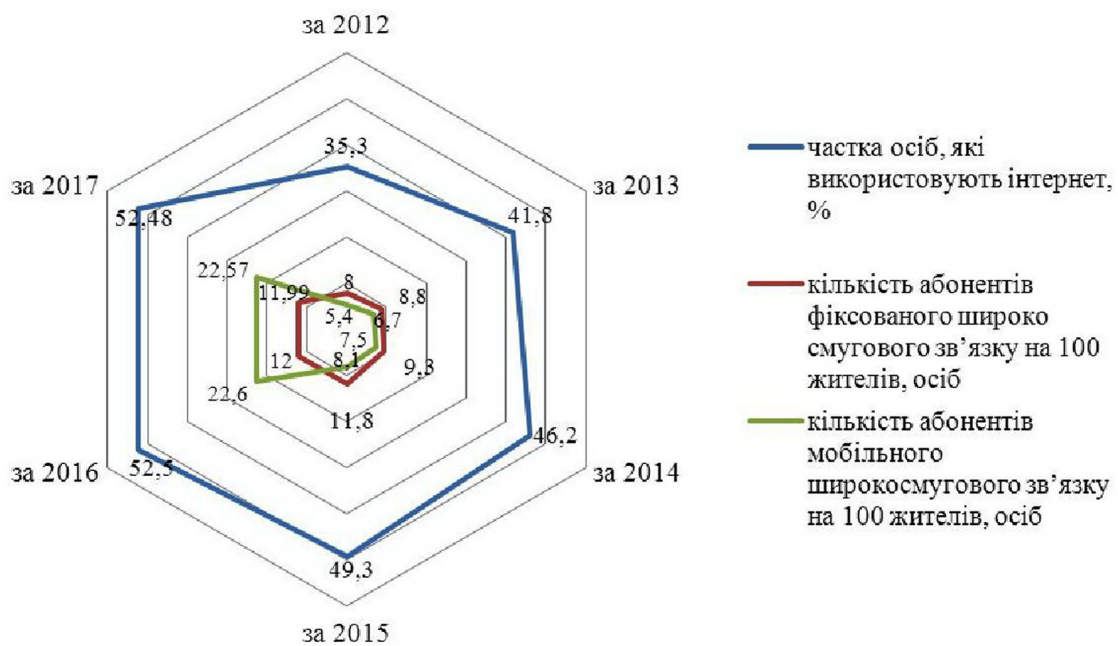 за 2012
35,3
за 2017
за 2013
52,48
41,8
22,57
11,99
8
8,8
5,4
6,7
7,5
8,1
12
9,3
22,6
11,8
46,2
за 2016
52,5
за 2014
49,3
за 2015
частка осіб, які
використовують інтернет,
%
кількість абонентів
фіксованого широко
смугового зв’язку на 100
жителів, осіб
кількість абонентів
мобільного
широкосмугового зв’язку
на 100 жителів, осіб